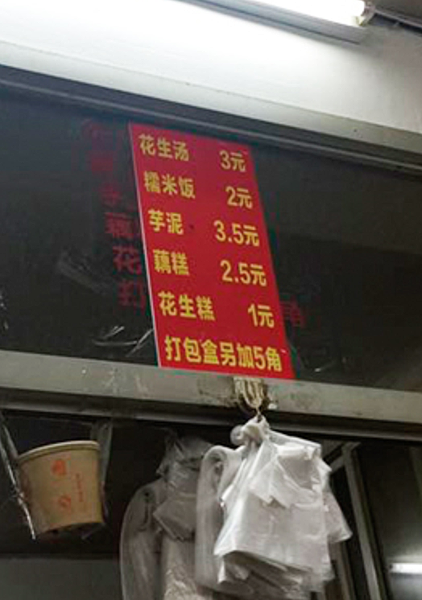 花生汤 3元
糯米饭 2元
芋泥 3.5元
藕糕 2.5元
花生糕 1元
打包盒另加5角